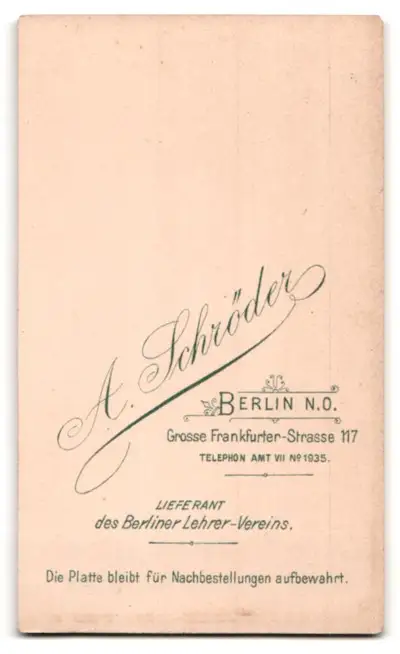 A. Schröder
BERLIN N.O.
Grosse Frankfurter-Strasse 117
TELEPHON AMT VII No 1935.
LIEFERANT
des Berliner Lehrer-Vereins.
Die Platte bleibt für Nachbestellungen aufbewahrt.